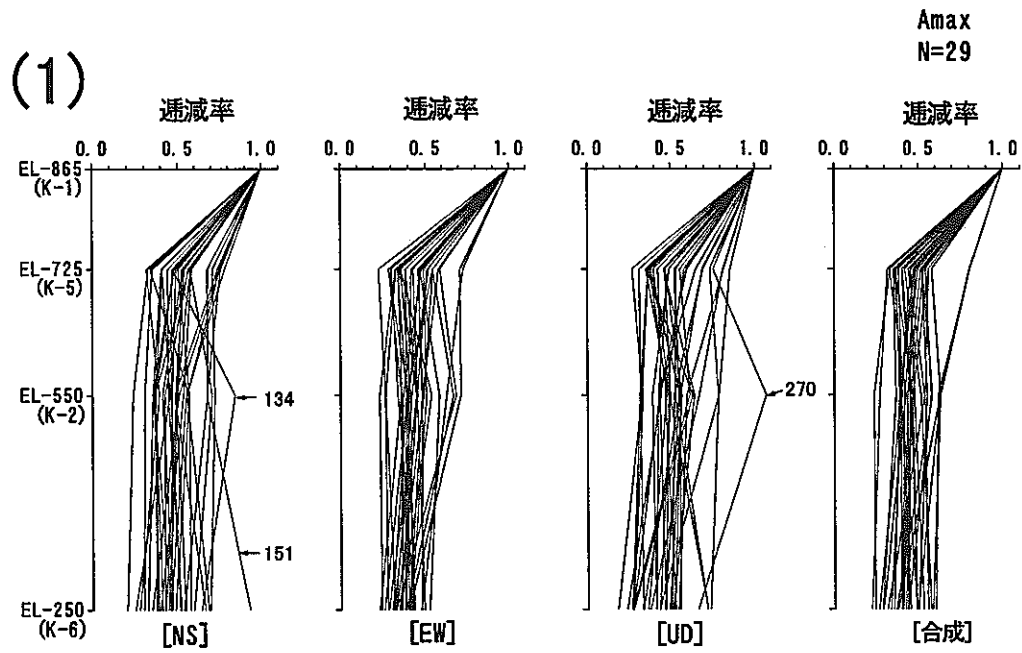 Amax
N=29
(1)
逓減率 逓減率 逓減率 逓減率
0.0 0.5 1.0 0.0 0.5 1.0 0.0 0.5 1.0 0.0 0.5 1.0
EL-865
(K-1)
EL-725
(K-5)
EL-550
(K-2)
134
270
151
EL-250
(K-6)
[NS] [EW] [UD] [合成]